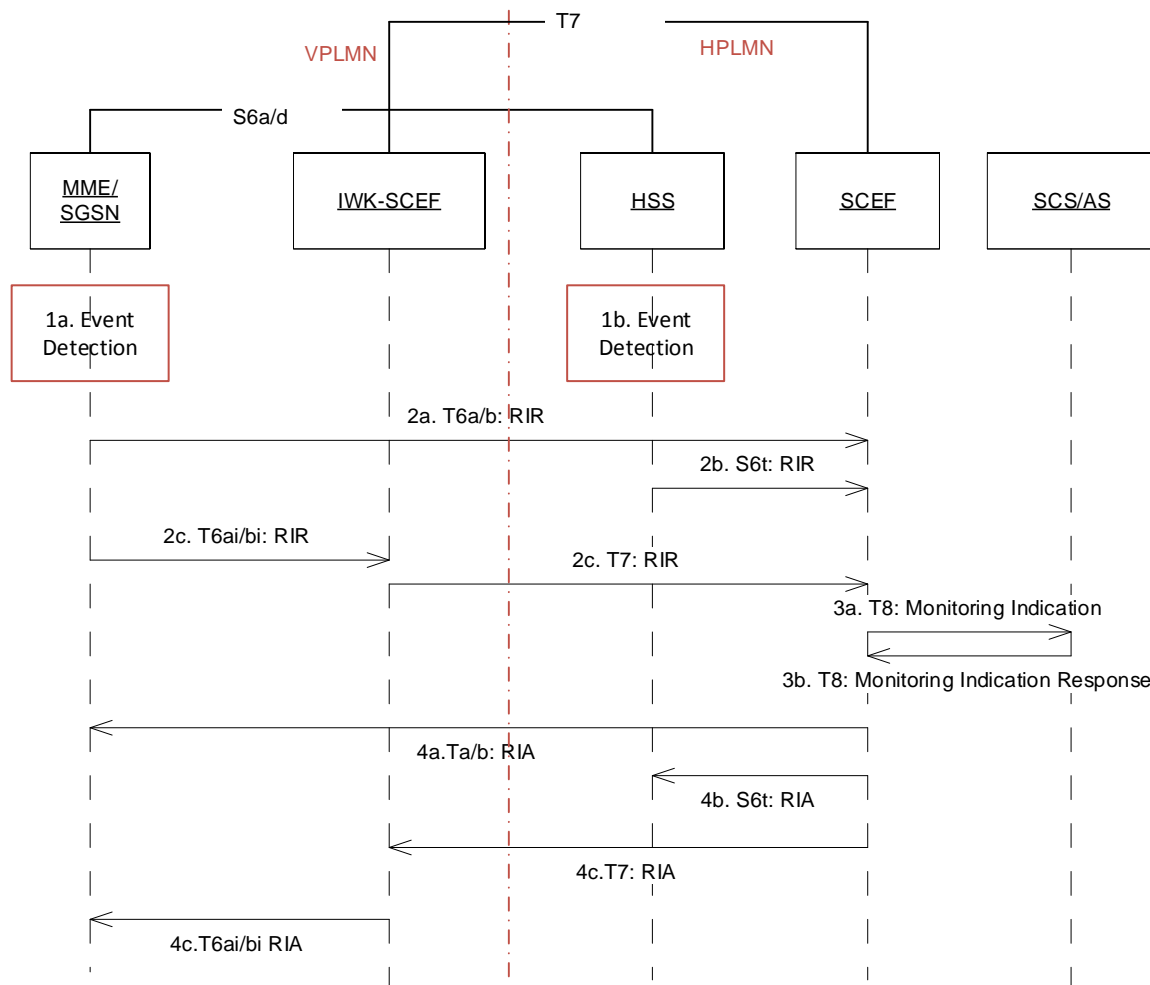 T7
VPLMN
HPLMN
S6a/d
MME/
SGSN
IWK-SCEF
HSS
SCEF
SCS/AS
1a. Event
Detection
1b. Event
Detection
2a. T6a/b: RIR
2b. S6t: RIR
2c. T6ai/bi: RIR
2c. T7: RIR
3a. T8: Monitoring Indication
3b. T8: Monitoring Indication Response
4a.Ta/b: RIA
4b. S6t: RIA
4c.T7: RIA
4c.T6ai/bi RIA